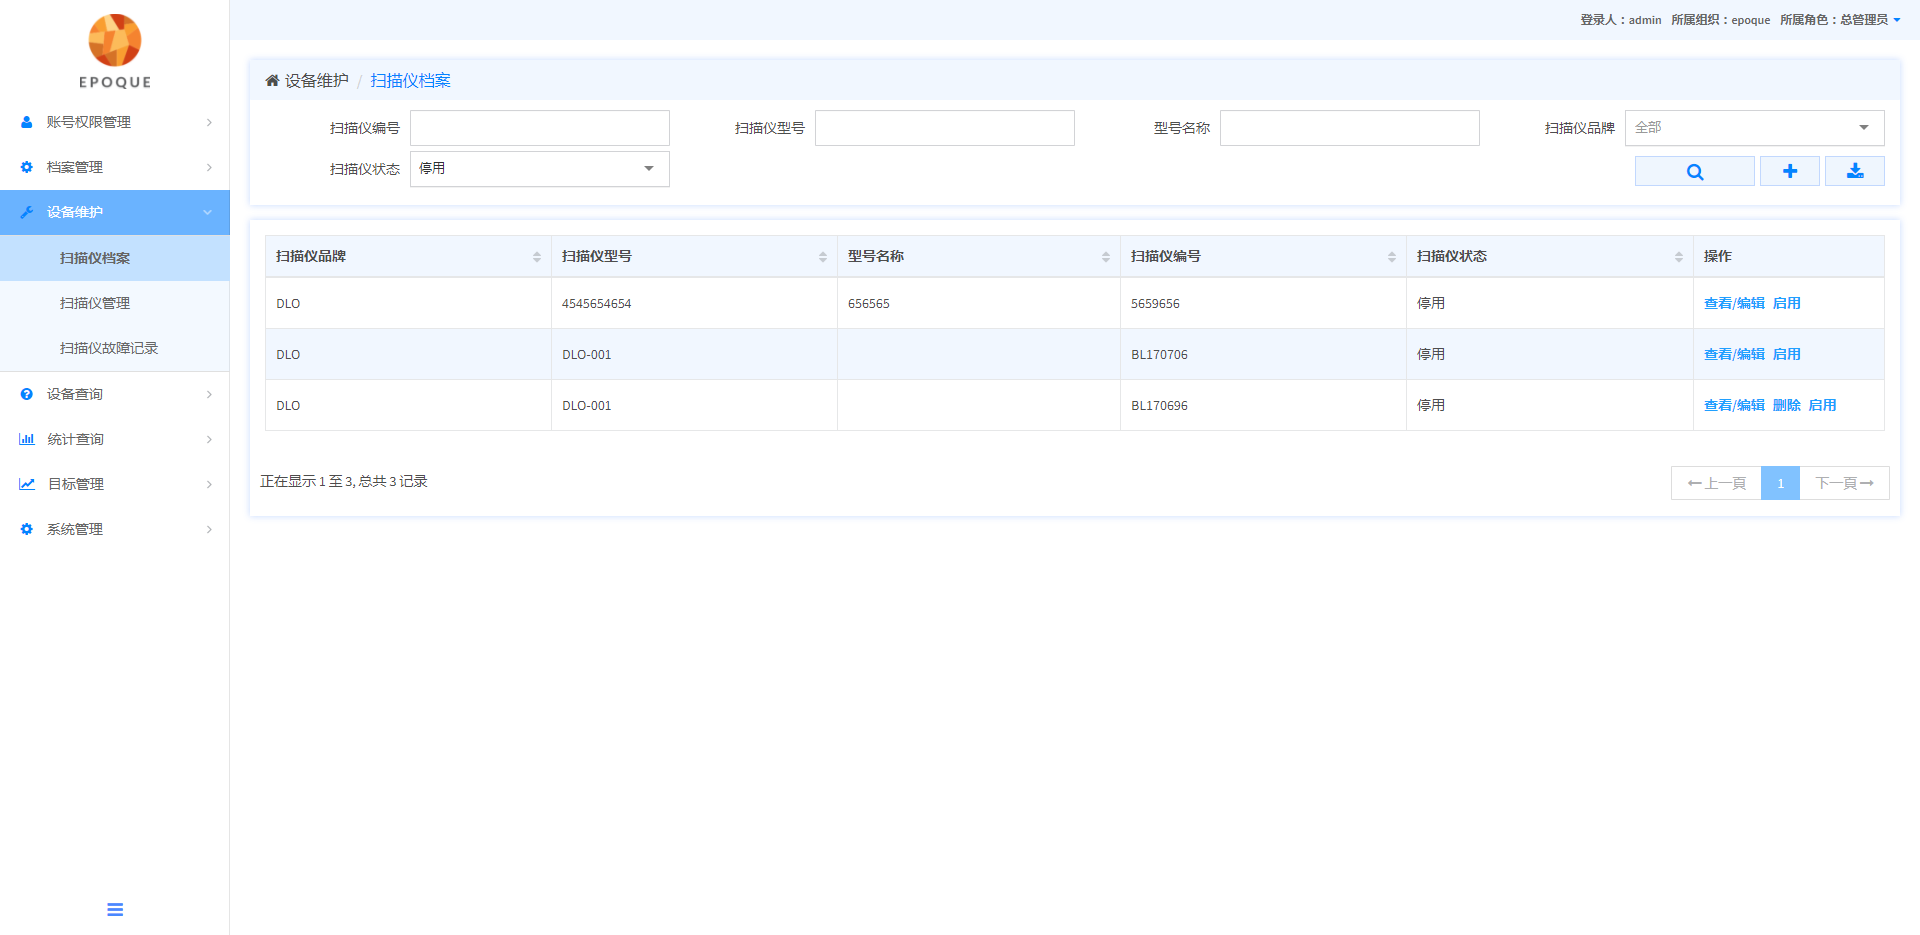 登录人：admin 所属组织：epoque 所属角色：总管理员
EPOQUE
账号权限管理
档案管理
设备维护
扫描仪档案
扫描仪管理
扫描仪故障记录
设备查询
统计查询
目标管理
系统管理
设备维护 / 扫描仪档案
扫描仪编号 扫描仪型号 型号名称 扫描仪品牌 全部
扫描仪状态 停用
扫描仪品牌 扫描仪型号 型号名称 扫描仪编号 扫描仪状态 操作
DLO 4545654654 656565 5659656 停用 查看/编辑 启用
DLO DLO-001 BL170706 停用 查看/编辑 启用
DLO DLO-001 BL170696 停用 查看/编辑 删除 启用
正在显示 1 至 3, 总共 3 记录
←上一頁 1 下一頁→